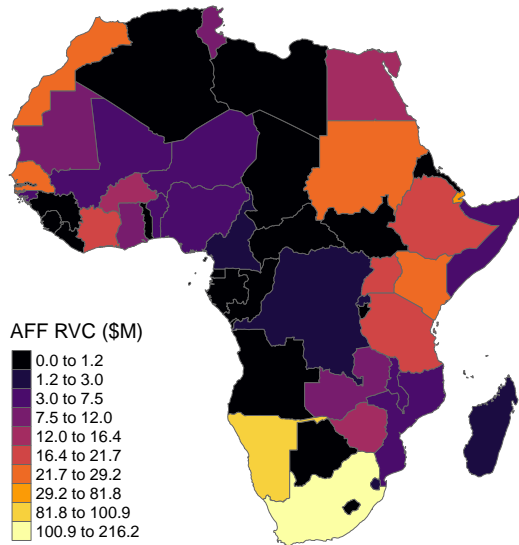 AFF RVC ($M)
0.0 to 1.2
1.2 to 3.0
3.0 to 7.5
7.5 to 12.0
12.0 to 16.4
16.4 to 21.7
21.7 to 29.2
29.2 to 81.8
81.8 to 100.9
100.9 to 216.2